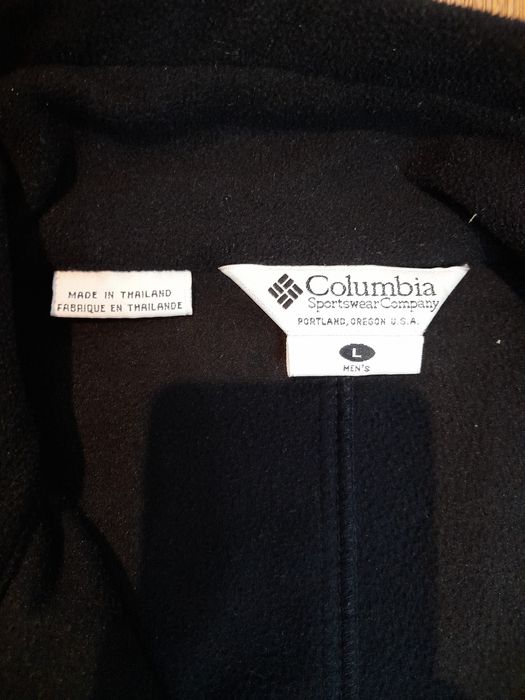 MADE IN THAILAND
FABRIQUE EN THAILANDE
Columbia
Sportswear Company
PORTLAND, OREGON U.S.A.
L
MEN'S